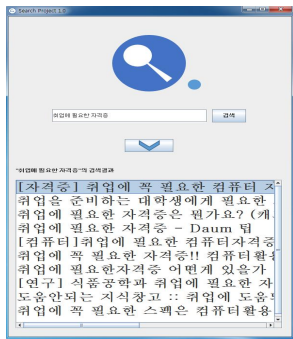 Search Project 1.0
취업에 필요한 자격증
검색
"취업에 필요한 자격증"의 검색결과
[자격증] 취업에 꼭 필요한 컴퓨터 자
취업을 준비하는 대학생에게 필요한
취업에 필요한 자격증은 뭔가요? (캐
취업에 필요한 자격증 - Daum 팁
[컴퓨터]취업에 필요한 컴퓨터자격증
취업에 꼭 필요한 자격증!! 컴퓨터활용
취업에 필요한자격증 어떤게 있을가
[연구] 식품공학과 취업에 필요한 자
도움안되는 지식창고 :: 취업에 도움
취업에 꼭 필요한 스펙은 컴퓨터활용